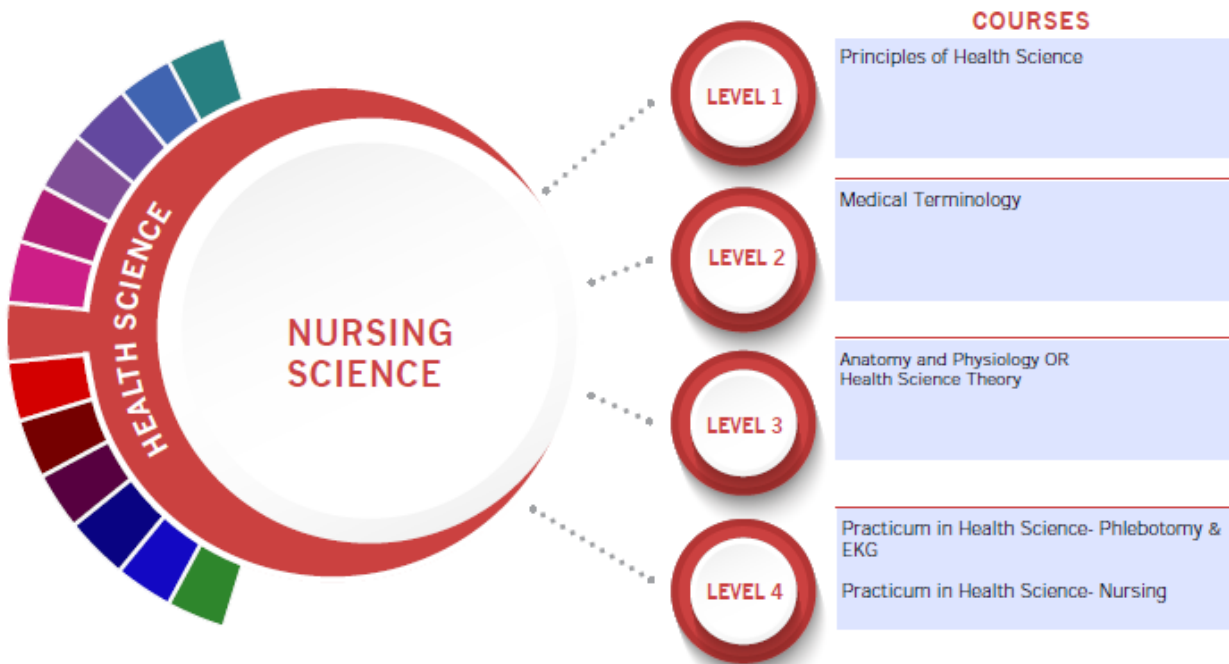 HEALTH SCIENCE
NURSING
SCIENCE
COURSES
LEVEL 1
Principles of Health Science
LEVEL 2
Medical Terminology
LEVEL 3
Anatomy and Physiology OR
Health Science Theory
LEVEL 4
Practicum in Health Science- Phlebotomy &
EKG
Practicum in Health Science- Nursing